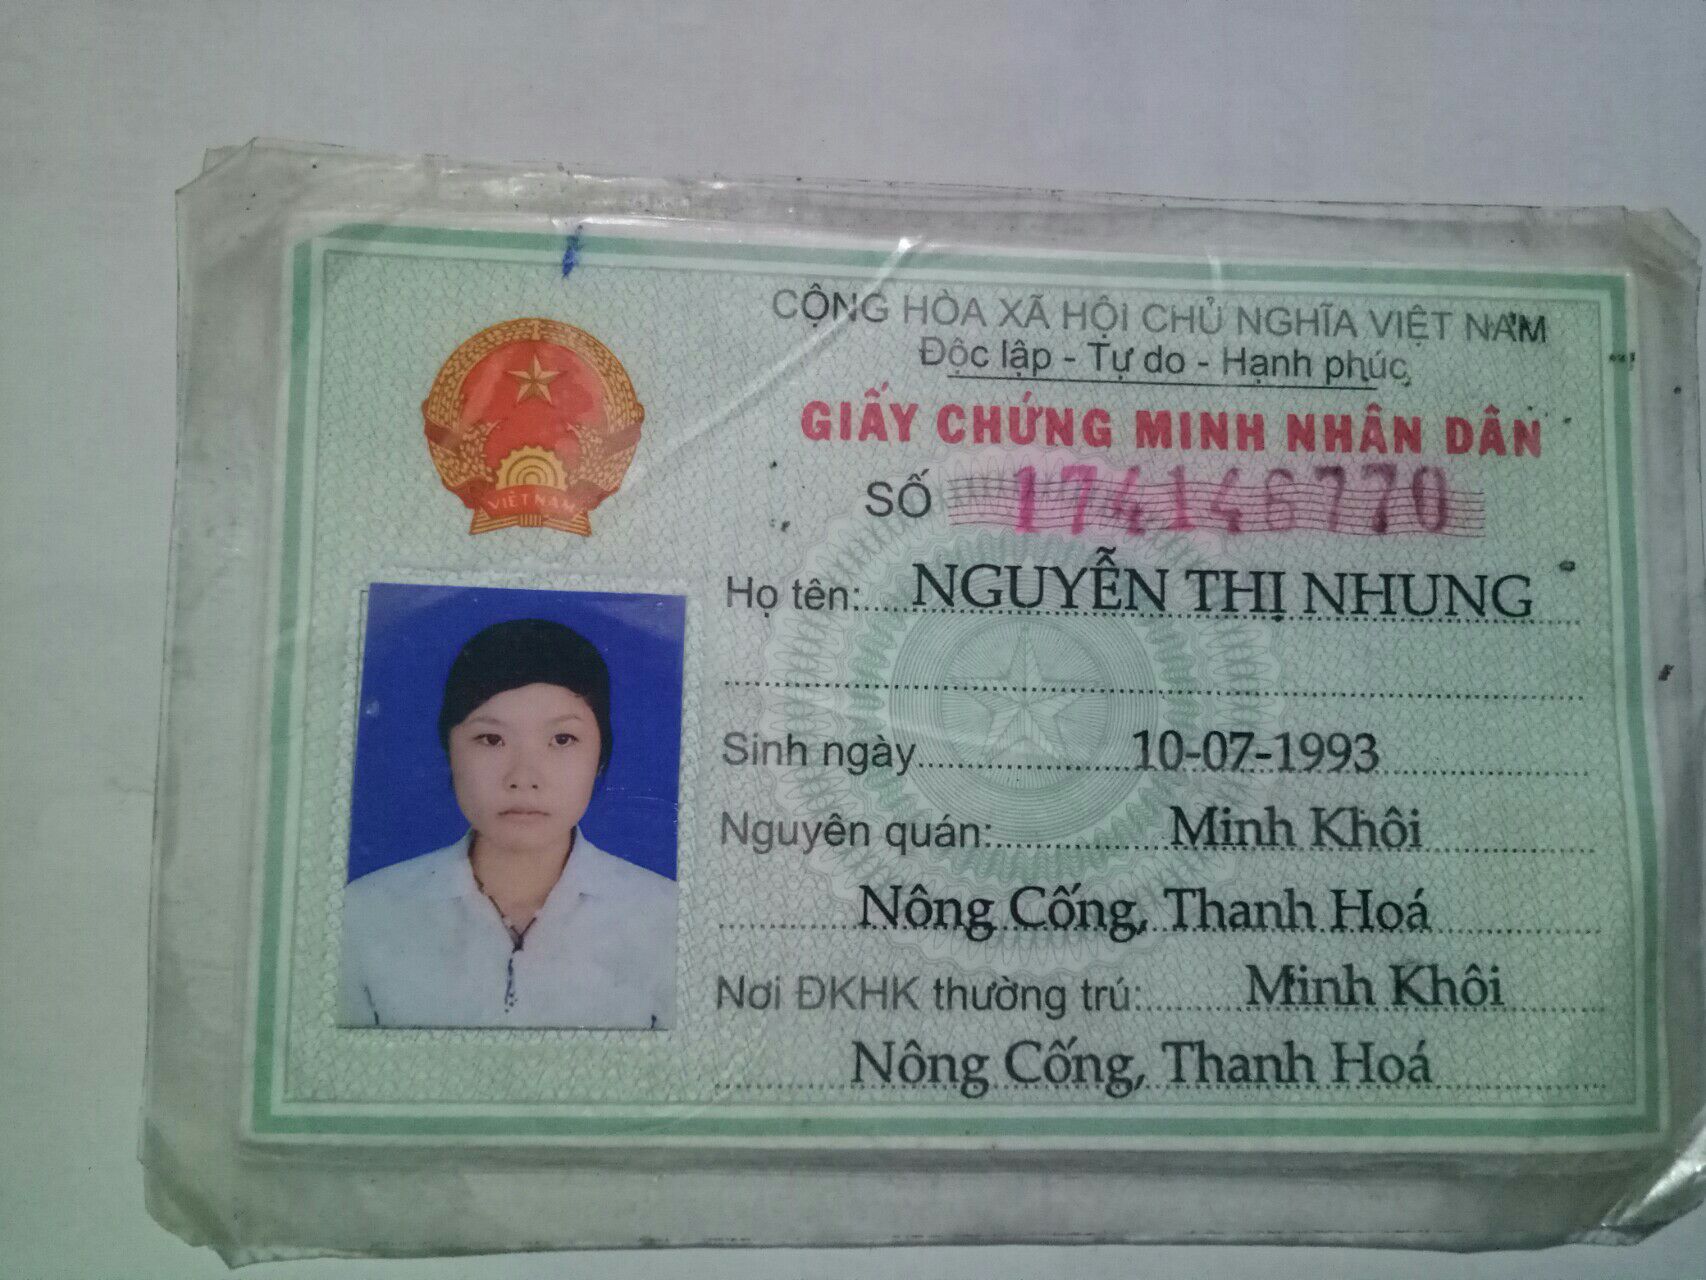 CỘNG HÒA XÃ HỘI CHỦ NGHĨA VIỆT NAM
Độc lập - Tự do - Hạnh phúc
GIẤY CHỨNG MINH NHÂN DÂN
SỐ 174146770
VIỆT NAM
Họ tên: NGUYỄN THỊ NHUNG
Sinh ngày 10-07-1993
Nguyên quán: Minh Khôi
Nông Cống, Thanh Hoá
Nơi ĐKHK thường trú: Minh Khôi
Nông Cống, Thanh Hoá